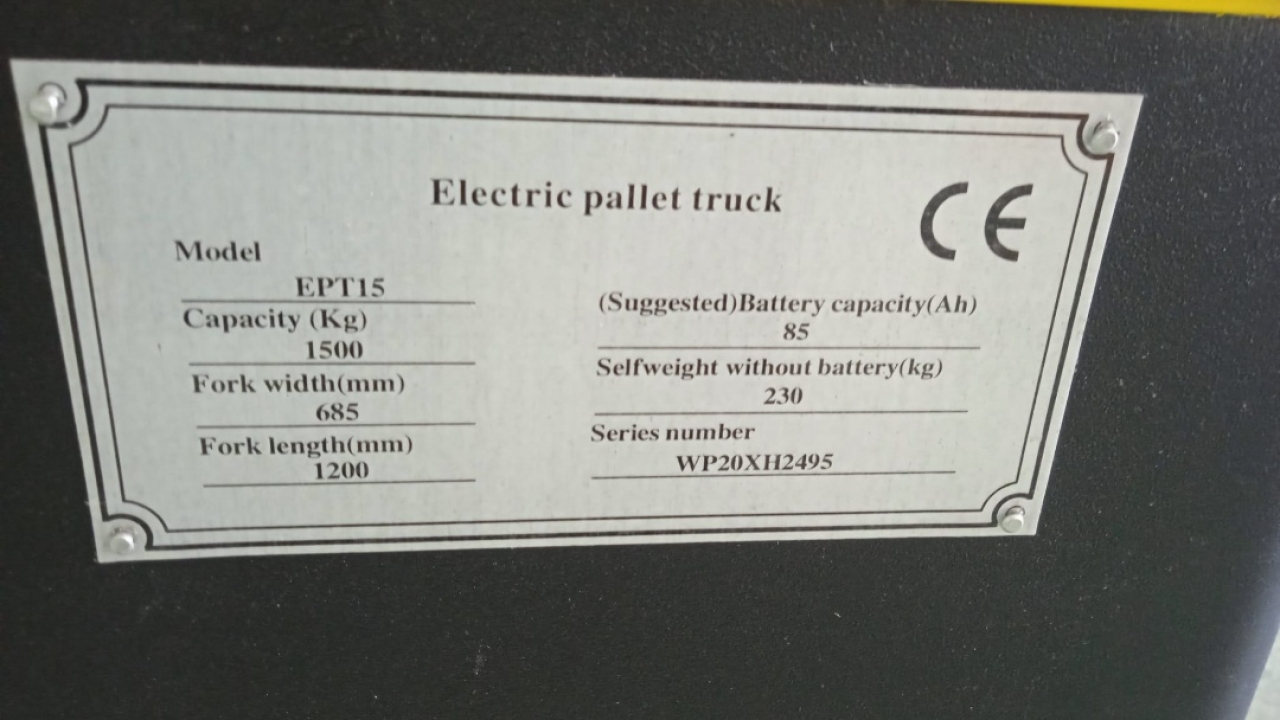 Electric pallet truck
CE
Model
EPT15
Capacity (Kg)
1500
Fork width(mm)
685
Fork length(mm)
1200
(Suggested)Battery capacity(Ah)
85
Selfweight without battery(kg)
230
Series number
WP20XH2495